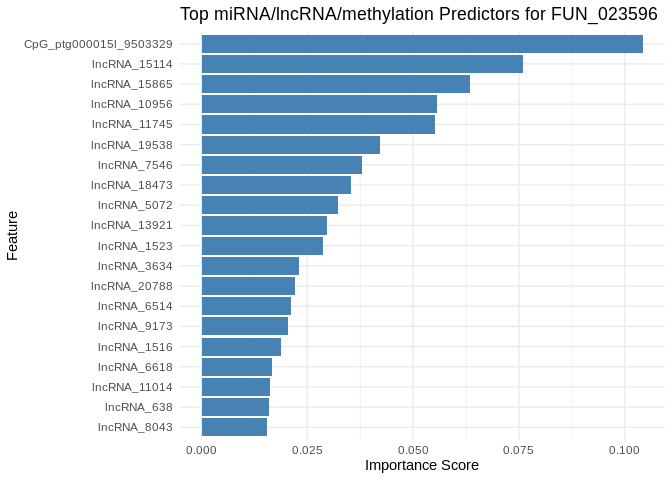 Top miRNA/lncRNA/methylation Predictors for FUN_023596
CpG_ptg000015l_9503329
lncRNA_15114
lncRNA_15865
lncRNA_10956
lncRNA_11745
lncRNA_19538
lncRNA_7546
lncRNA_18473
lncRNA_5072
lncRNA_13921
lncRNA_1523
lncRNA_3634
lncRNA_20788
lncRNA_6514
lncRNA_9173
lncRNA_1516
lncRNA_6618
lncRNA_11014
lncRNA_638
lncRNA_8043
Feature
0.000 0.025 0.050 0.075 0.100
Importance Score